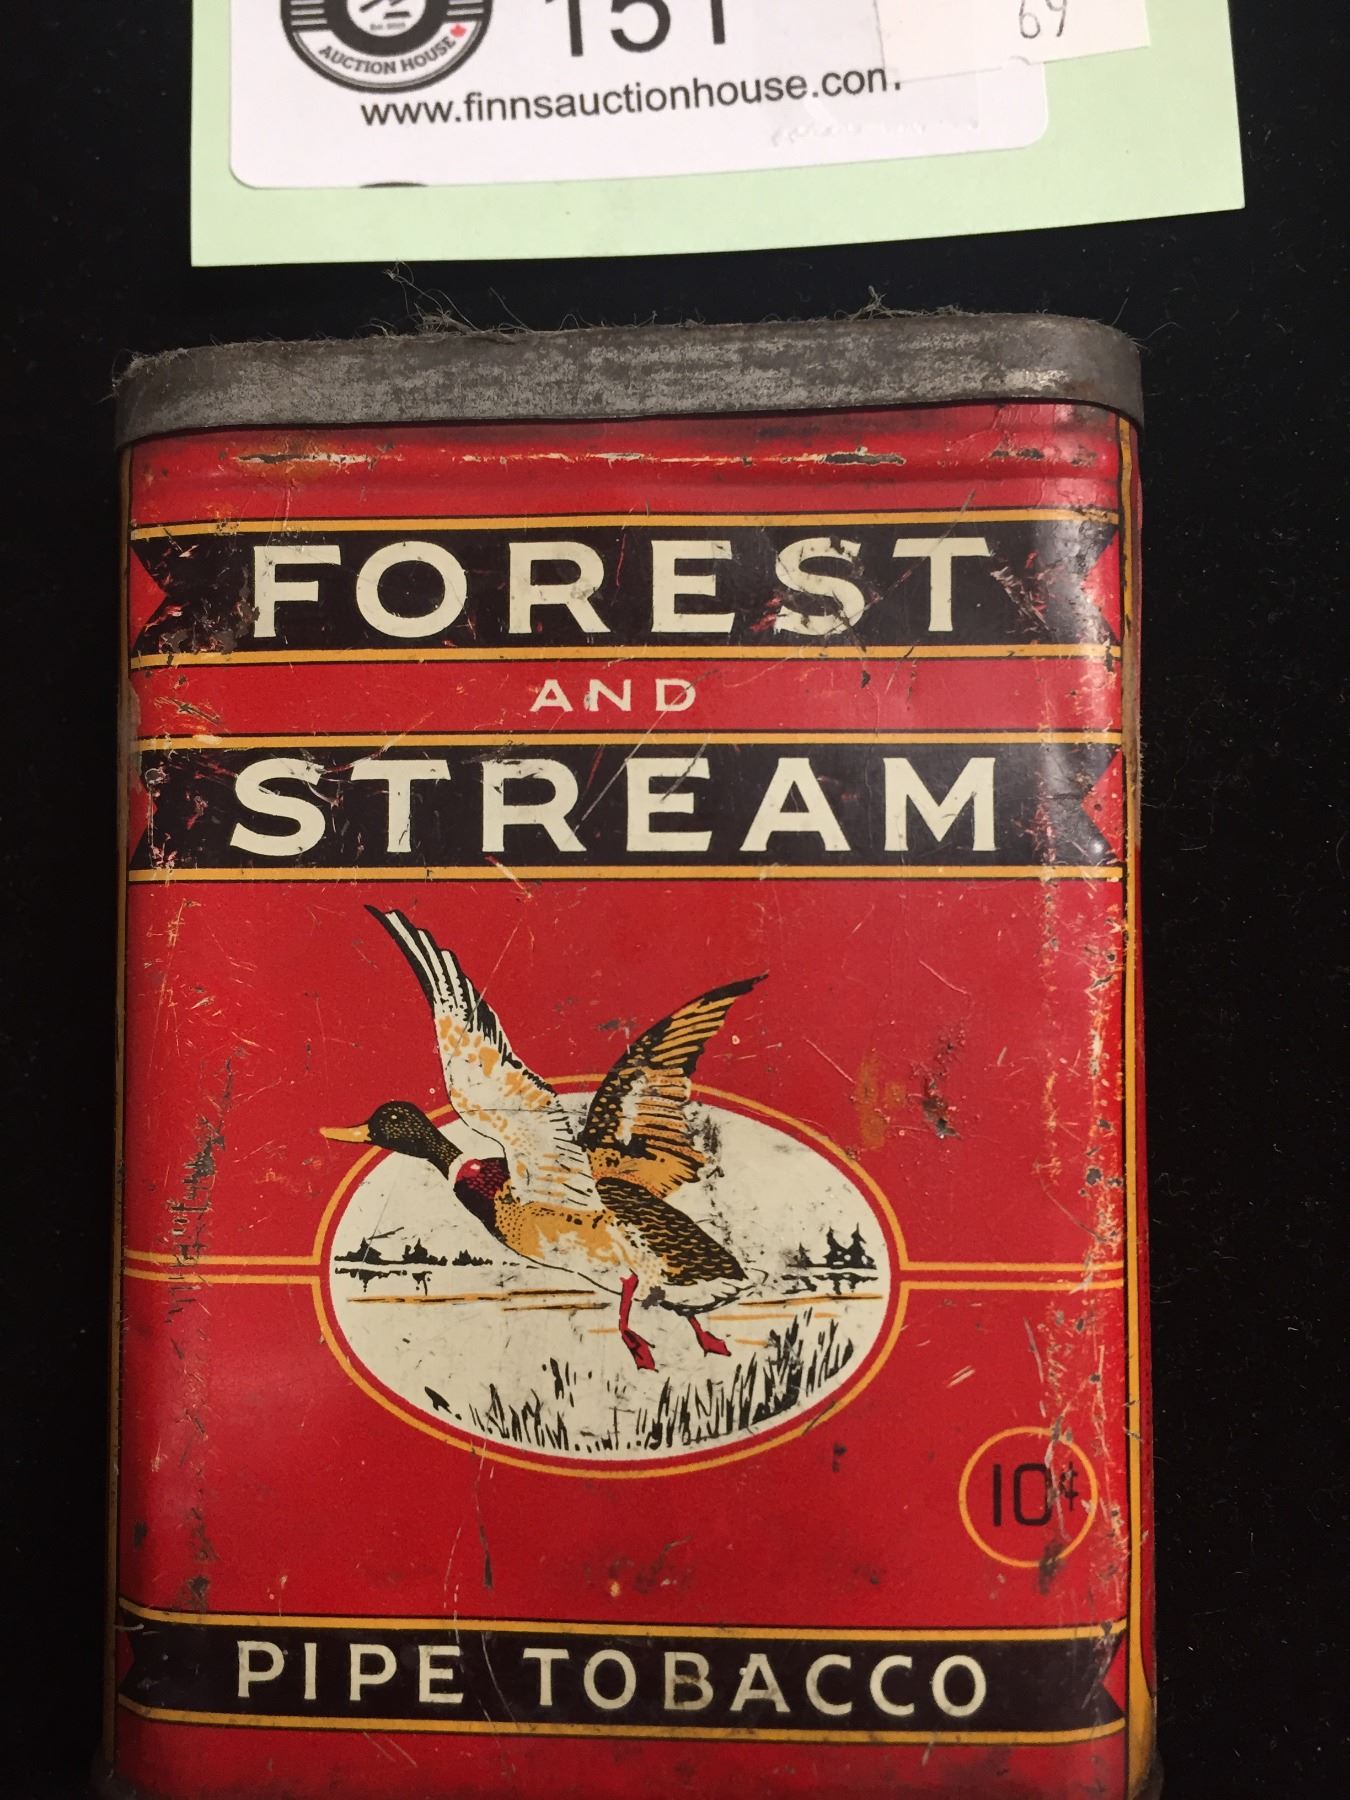 AUCTION HOUSE
151
69
www.finnsauctionhouse.com
FOREST
AND
STREAM
10¢
PIPE TOBACCO